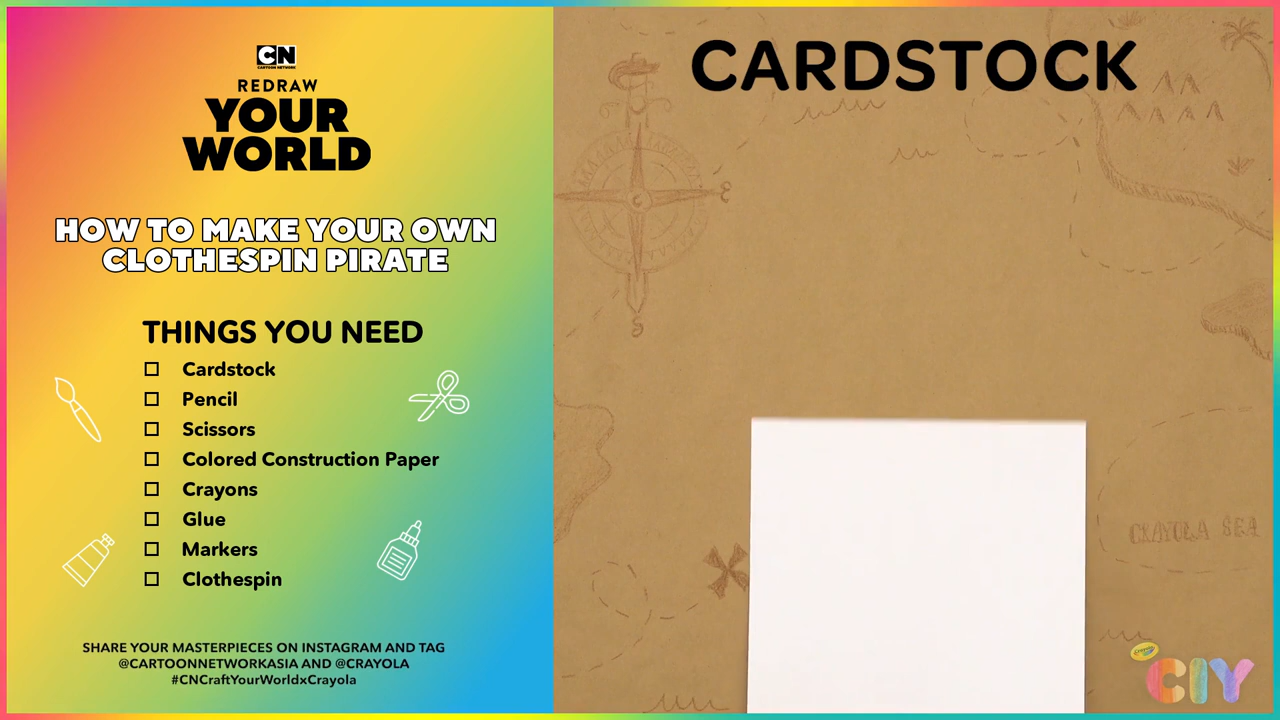 CN
CARTOON NETWORK
REDRAW
YOUR
WORLD
HOW TO MAKE YOUR OWN
CLOTHESPIN PIRATE
THINGS YOU NEED
Cardstock
Pencil
Scissors
Colored Construction Paper
Crayons
Glue
Markers
Clothespin
SHARE YOUR MASTERPIECES ON INSTAGRAM AND TAG
@CARTOONNETWORKASIA AND @CRAYOLA
#CNCraftYourWorldxCrayola
CARDSTOCK
C
S
CRAYOLA SEA
Crayola
CIY